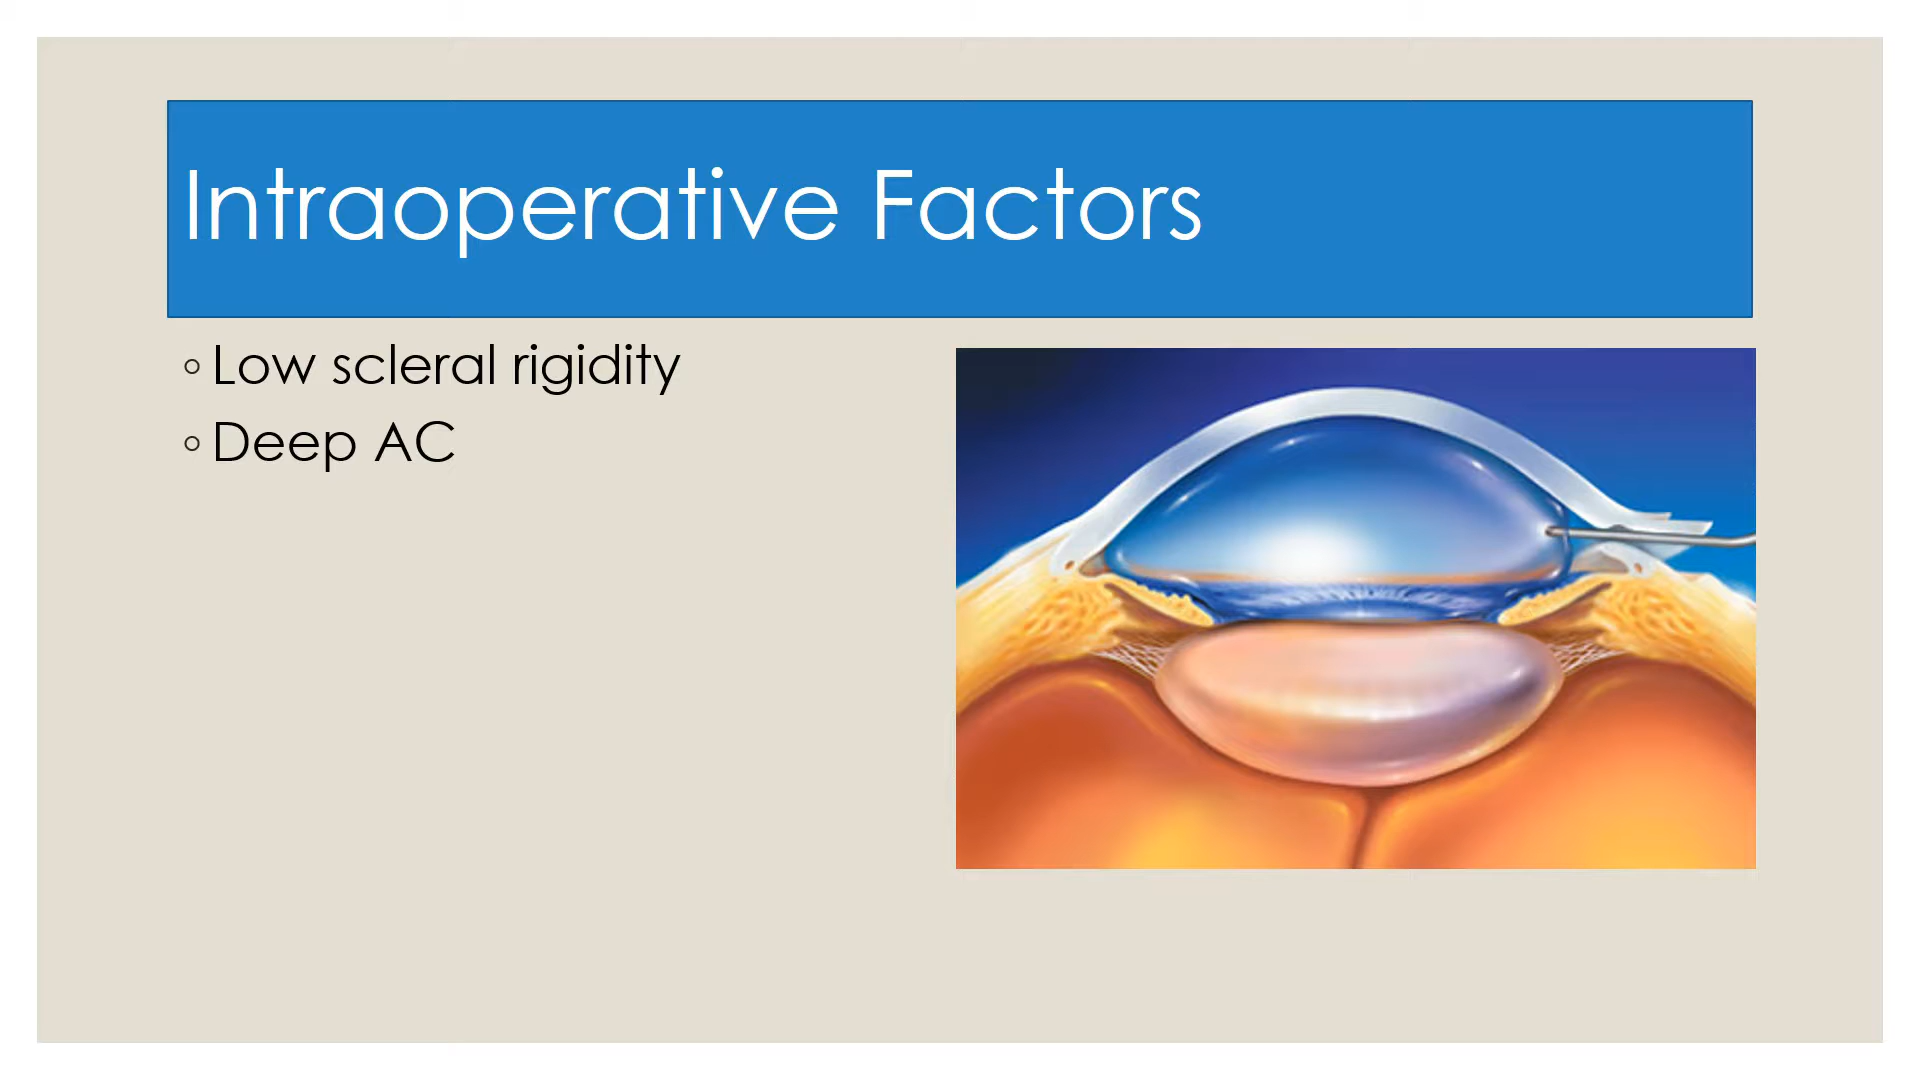 Intraoperative Factors
◦ Low scleral rigidity
◦ Deep AC